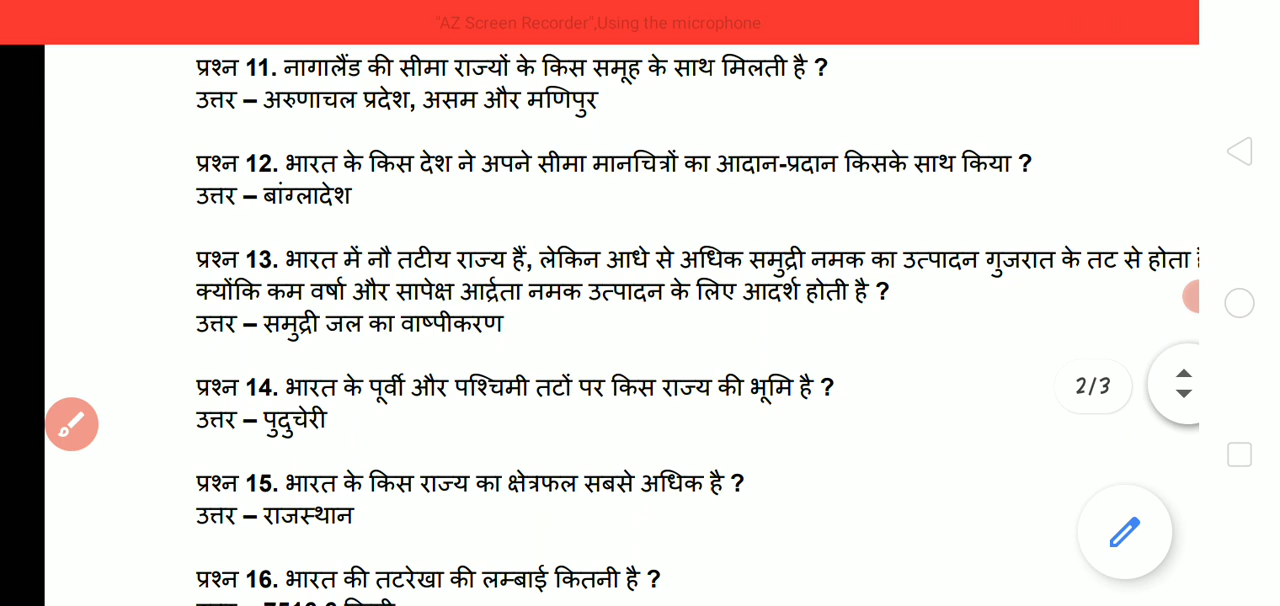 "AZ Screen Recorder",Using the microphone
प्रश्न 11. नागालैंड की सीमा राज्यों के किस समूह के साथ मिलती है ?
उत्तर – अरुणाचल प्रदेश, असम और मणिपुर
प्रश्न 12. भारत के किस देश ने अपने सीमा मानचित्रों का आदान-प्रदान किसके साथ किया ?
उत्तर – बांग्लादेश
प्रश्न 13. भारत में नौ तटीय राज्य हैं, लेकिन आधे से अधिक समुद्री नमक का उत्पादन गुजरात के तट से होता
क्योंकि कम वर्षा और सापेक्ष आर्द्रता नमक उत्पादन के लिए आदर्श होती है ?
उत्तर – समुद्री जल का वाष्पीकरण
प्रश्न 14. भारत के पूर्वी और पश्चिमी तटों पर किस राज्य की भूमि है ?
2/3
उत्तर – पुदुचेरी
प्रश्न 15. भारत के किस राज्य का क्षेत्रफल सबसे अधिक है ?
उत्तर – राजस्थान
प्रश्न 16. भारत की तटरेखा की लम्बाई कितनी है ?